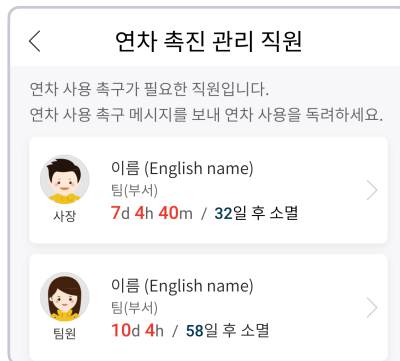 연차 촉진 관리 직원
연차 사용 촉구가 필요한 직원입니다.
연차 사용 촉구 메시지를 보내 연차 사용을 독려하세요.
이름 (English name)
팀(부서)
사장
7d 4h 40m / 32일 후 소멸
이름 (English name)
팀(부서)
팀원
10d 4h / 58일 후 소멸